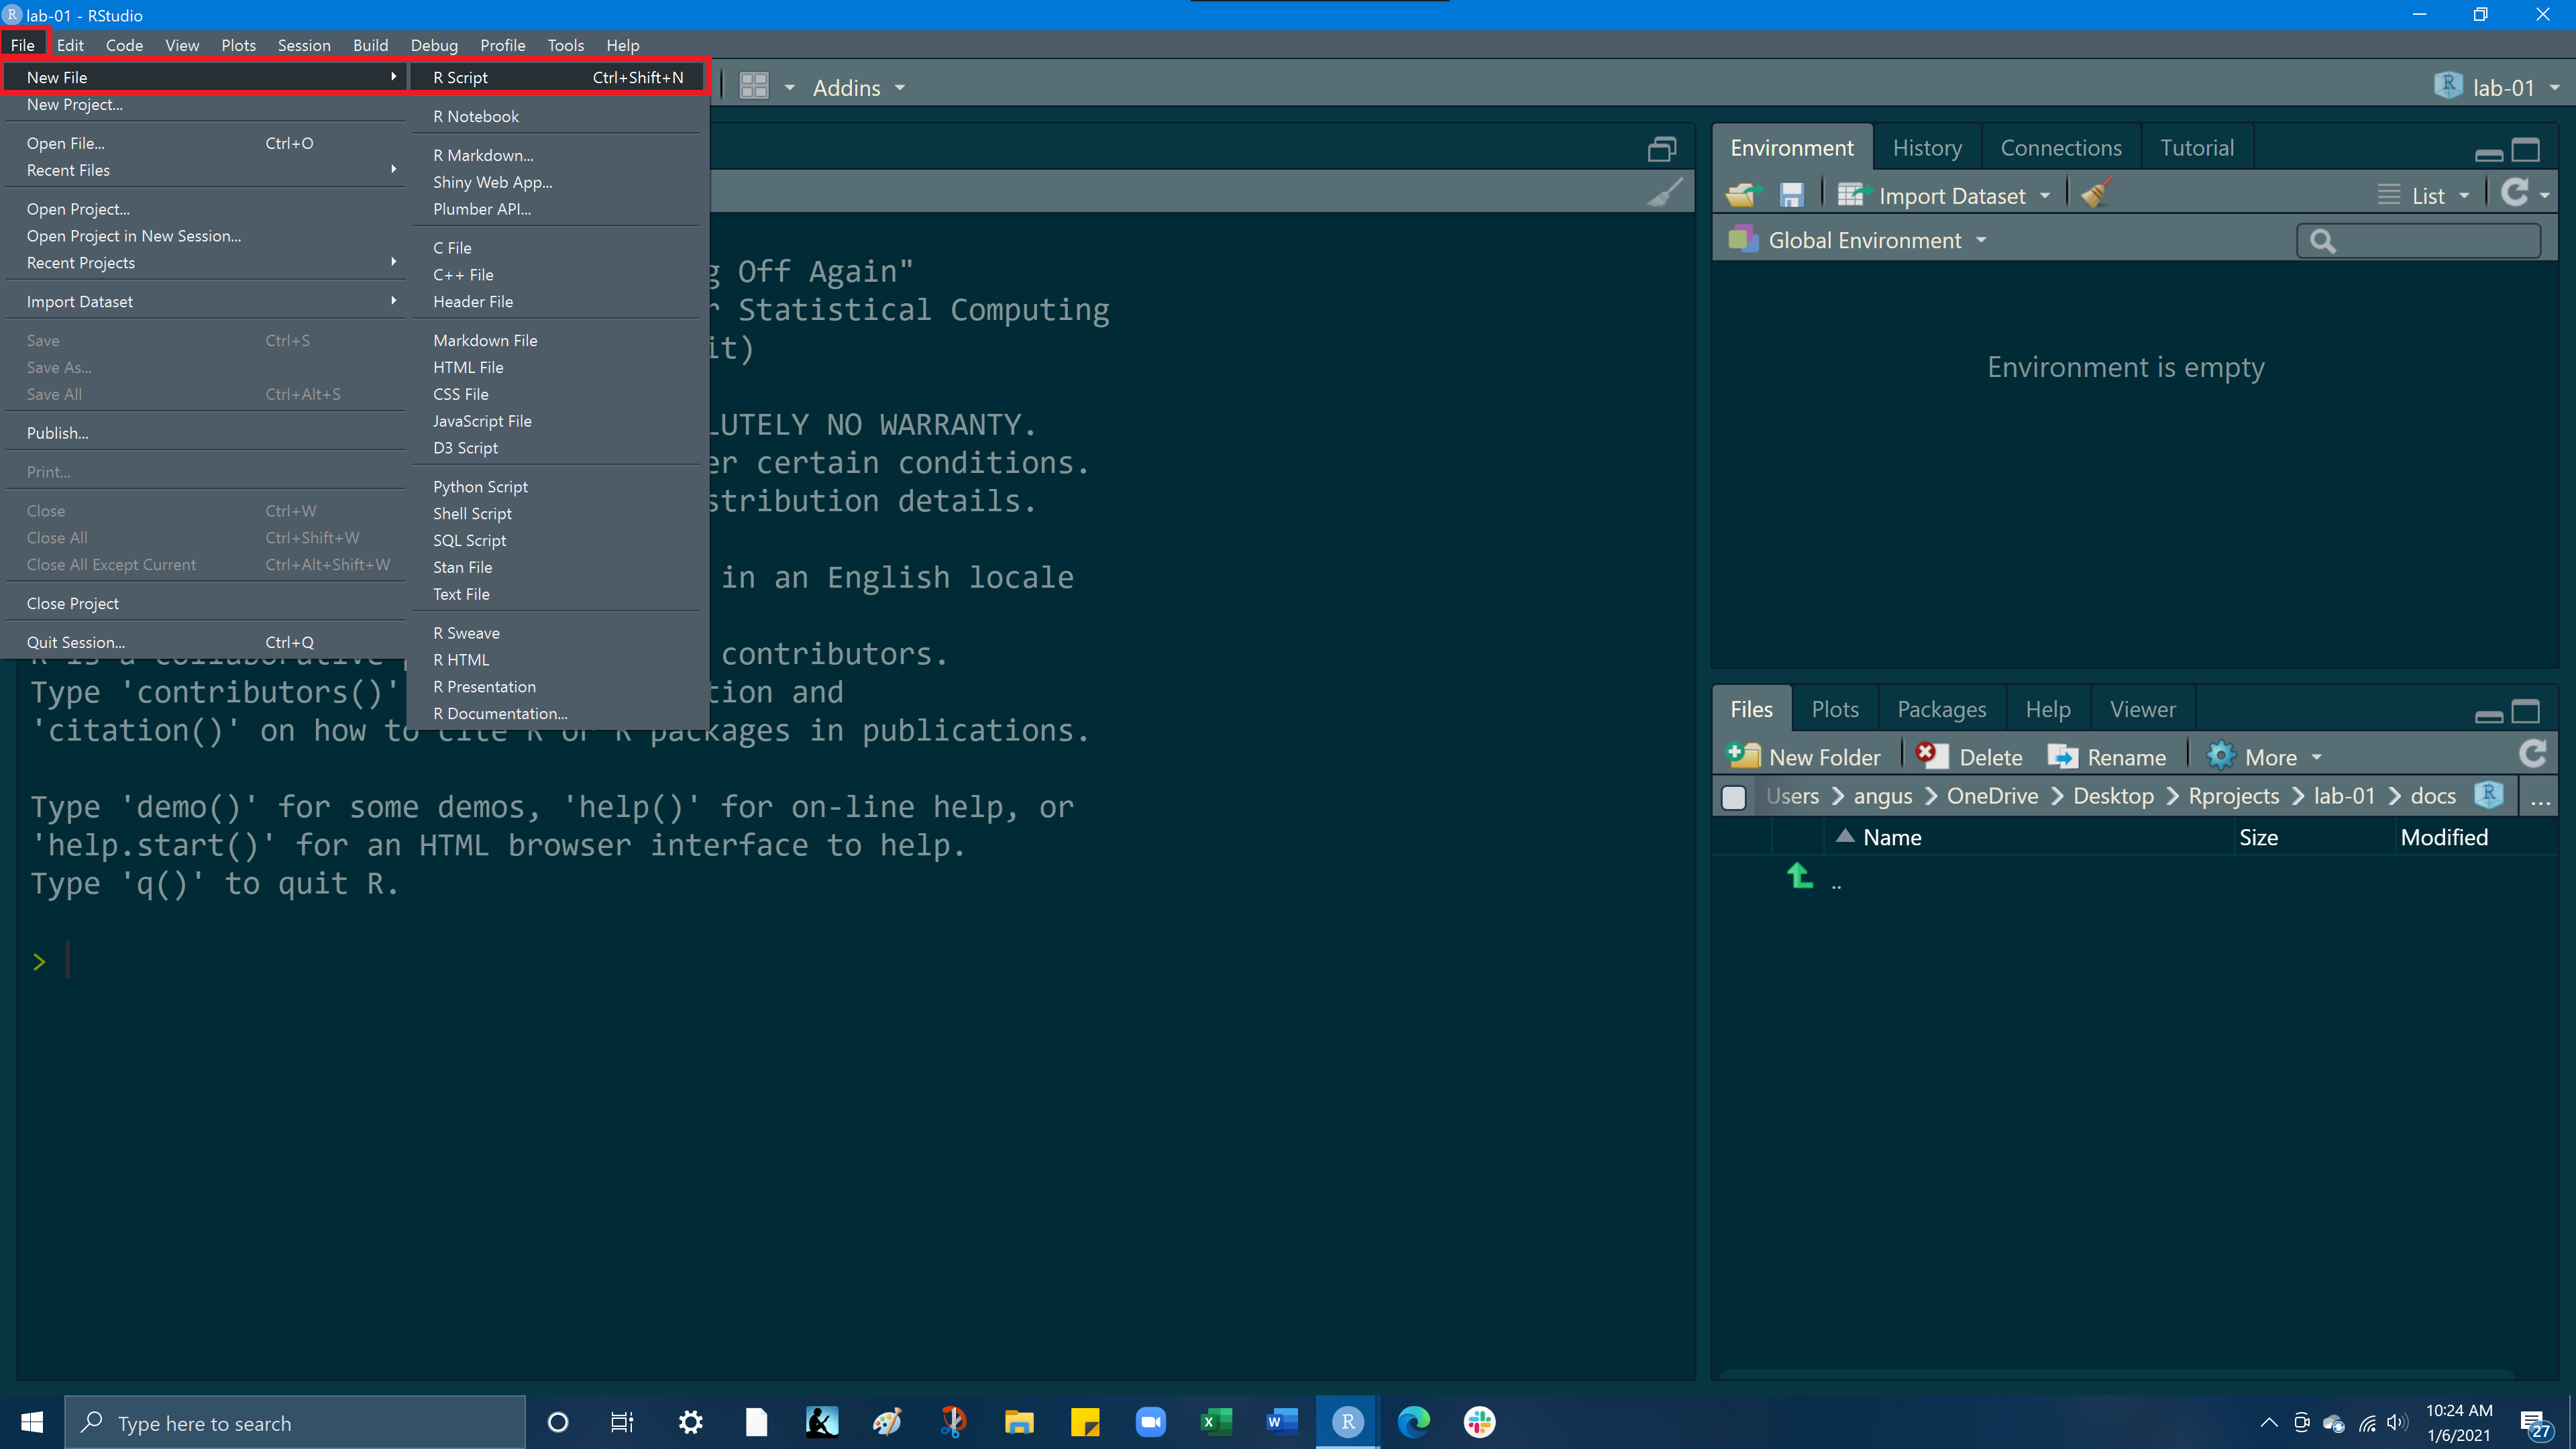 R lab-01 - RStudio
File Edit Code View Plots Session Build Debug Profile Tools Help
New File
New Project...
Open File... Ctrl+O
Recent Files
Open Project...
Open Project in New Session...
Recent Projects
Import Dataset
Save Ctrl+S
Save As...
Save All Ctrl+Alt+S
Publish...
Print...
Close Ctrl+W
Close All Ctrl+Shift+W
Close All Except Current Ctrl+Alt+Shift+W
Close Project
Quit Session... Ctrl+Q
R Script Ctrl+Shift+N
R Notebook
R Markdown...
Shiny Web App...
Plumber API...
C File
C++ File
Header File
Markdown File
HTML File
CSS File
JavaScript File
D3 Script
Python Script
Shell Script
SQL Script
Stan File
Text File
R Sweave
R HTML
R Presentation
R Documentation...
Addins
R lab-01
g Off Again"
r Statistical Computing
it)
LUTELY NO WARRANTY.
er certain conditions.
stribution details.
in an English locale
R is a collaborative contributors.
Type 'contributors()' tion and
'citation()' on how to cite R or R packages in publications.
Type 'demo()' for some demos, 'help()' for on-line help, or
'help.start()' for an HTML browser interface to help.
Type 'q()' to quit R.
>
Environment History Connections Tutorial
Import Dataset List
Global Environment
Environment is empty
Files Plots Packages Help Viewer
New Folder Delete Rename More
Users > angus > OneDrive > Desktop > Rprojects > lab-01 > docs R ...
Name Size Modified
..
Type here to search
X W R
10:24 AM
1/6/2021
27